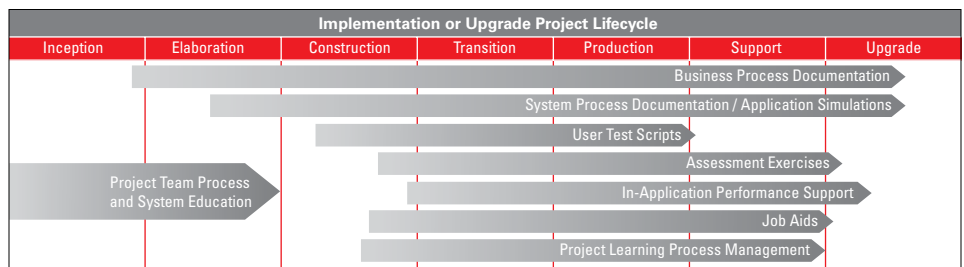 Implementation or Upgrade Project Lifecycle
Inception
Elaboration
Construction
Transition
Production
Support
Upgrade
Business Process Documentation
System Process Documentation / Application Simulations
User Test Scripts
Assessment Exercises
Project Team Process
and System Education
In-Application Performance Support
Job Aids
Project Learning Process Management